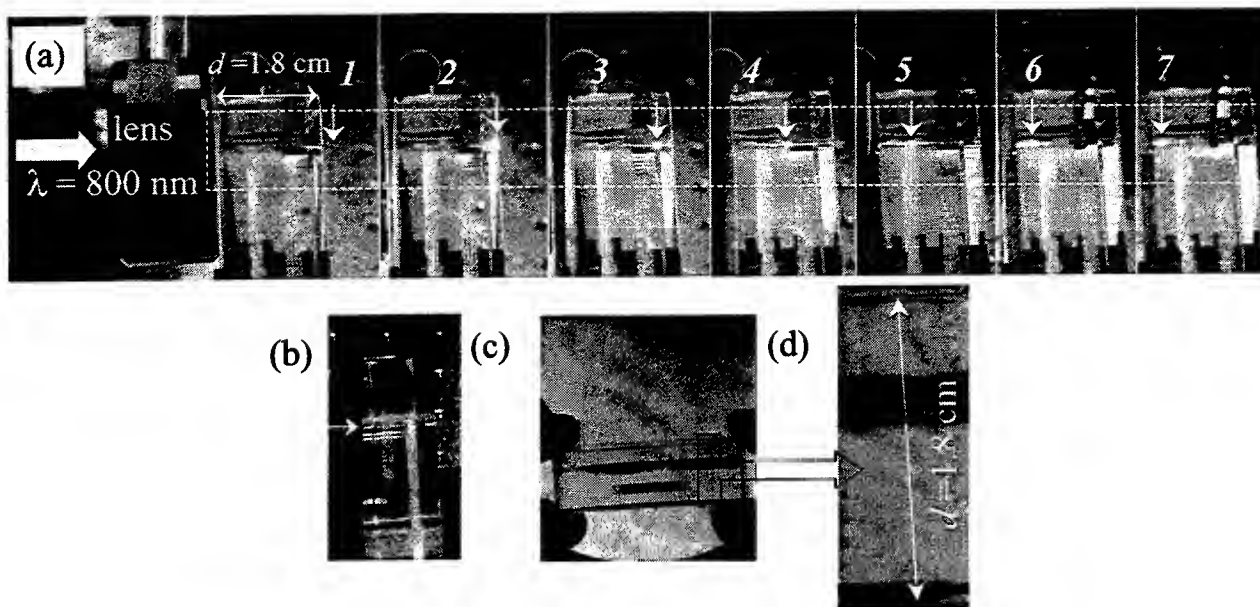 (a)
d = 1.8 cm
1
2
3
4
5
6
7
lens
λ = 800 nm
(b)
(c)
(d)
d = 1.8 cm